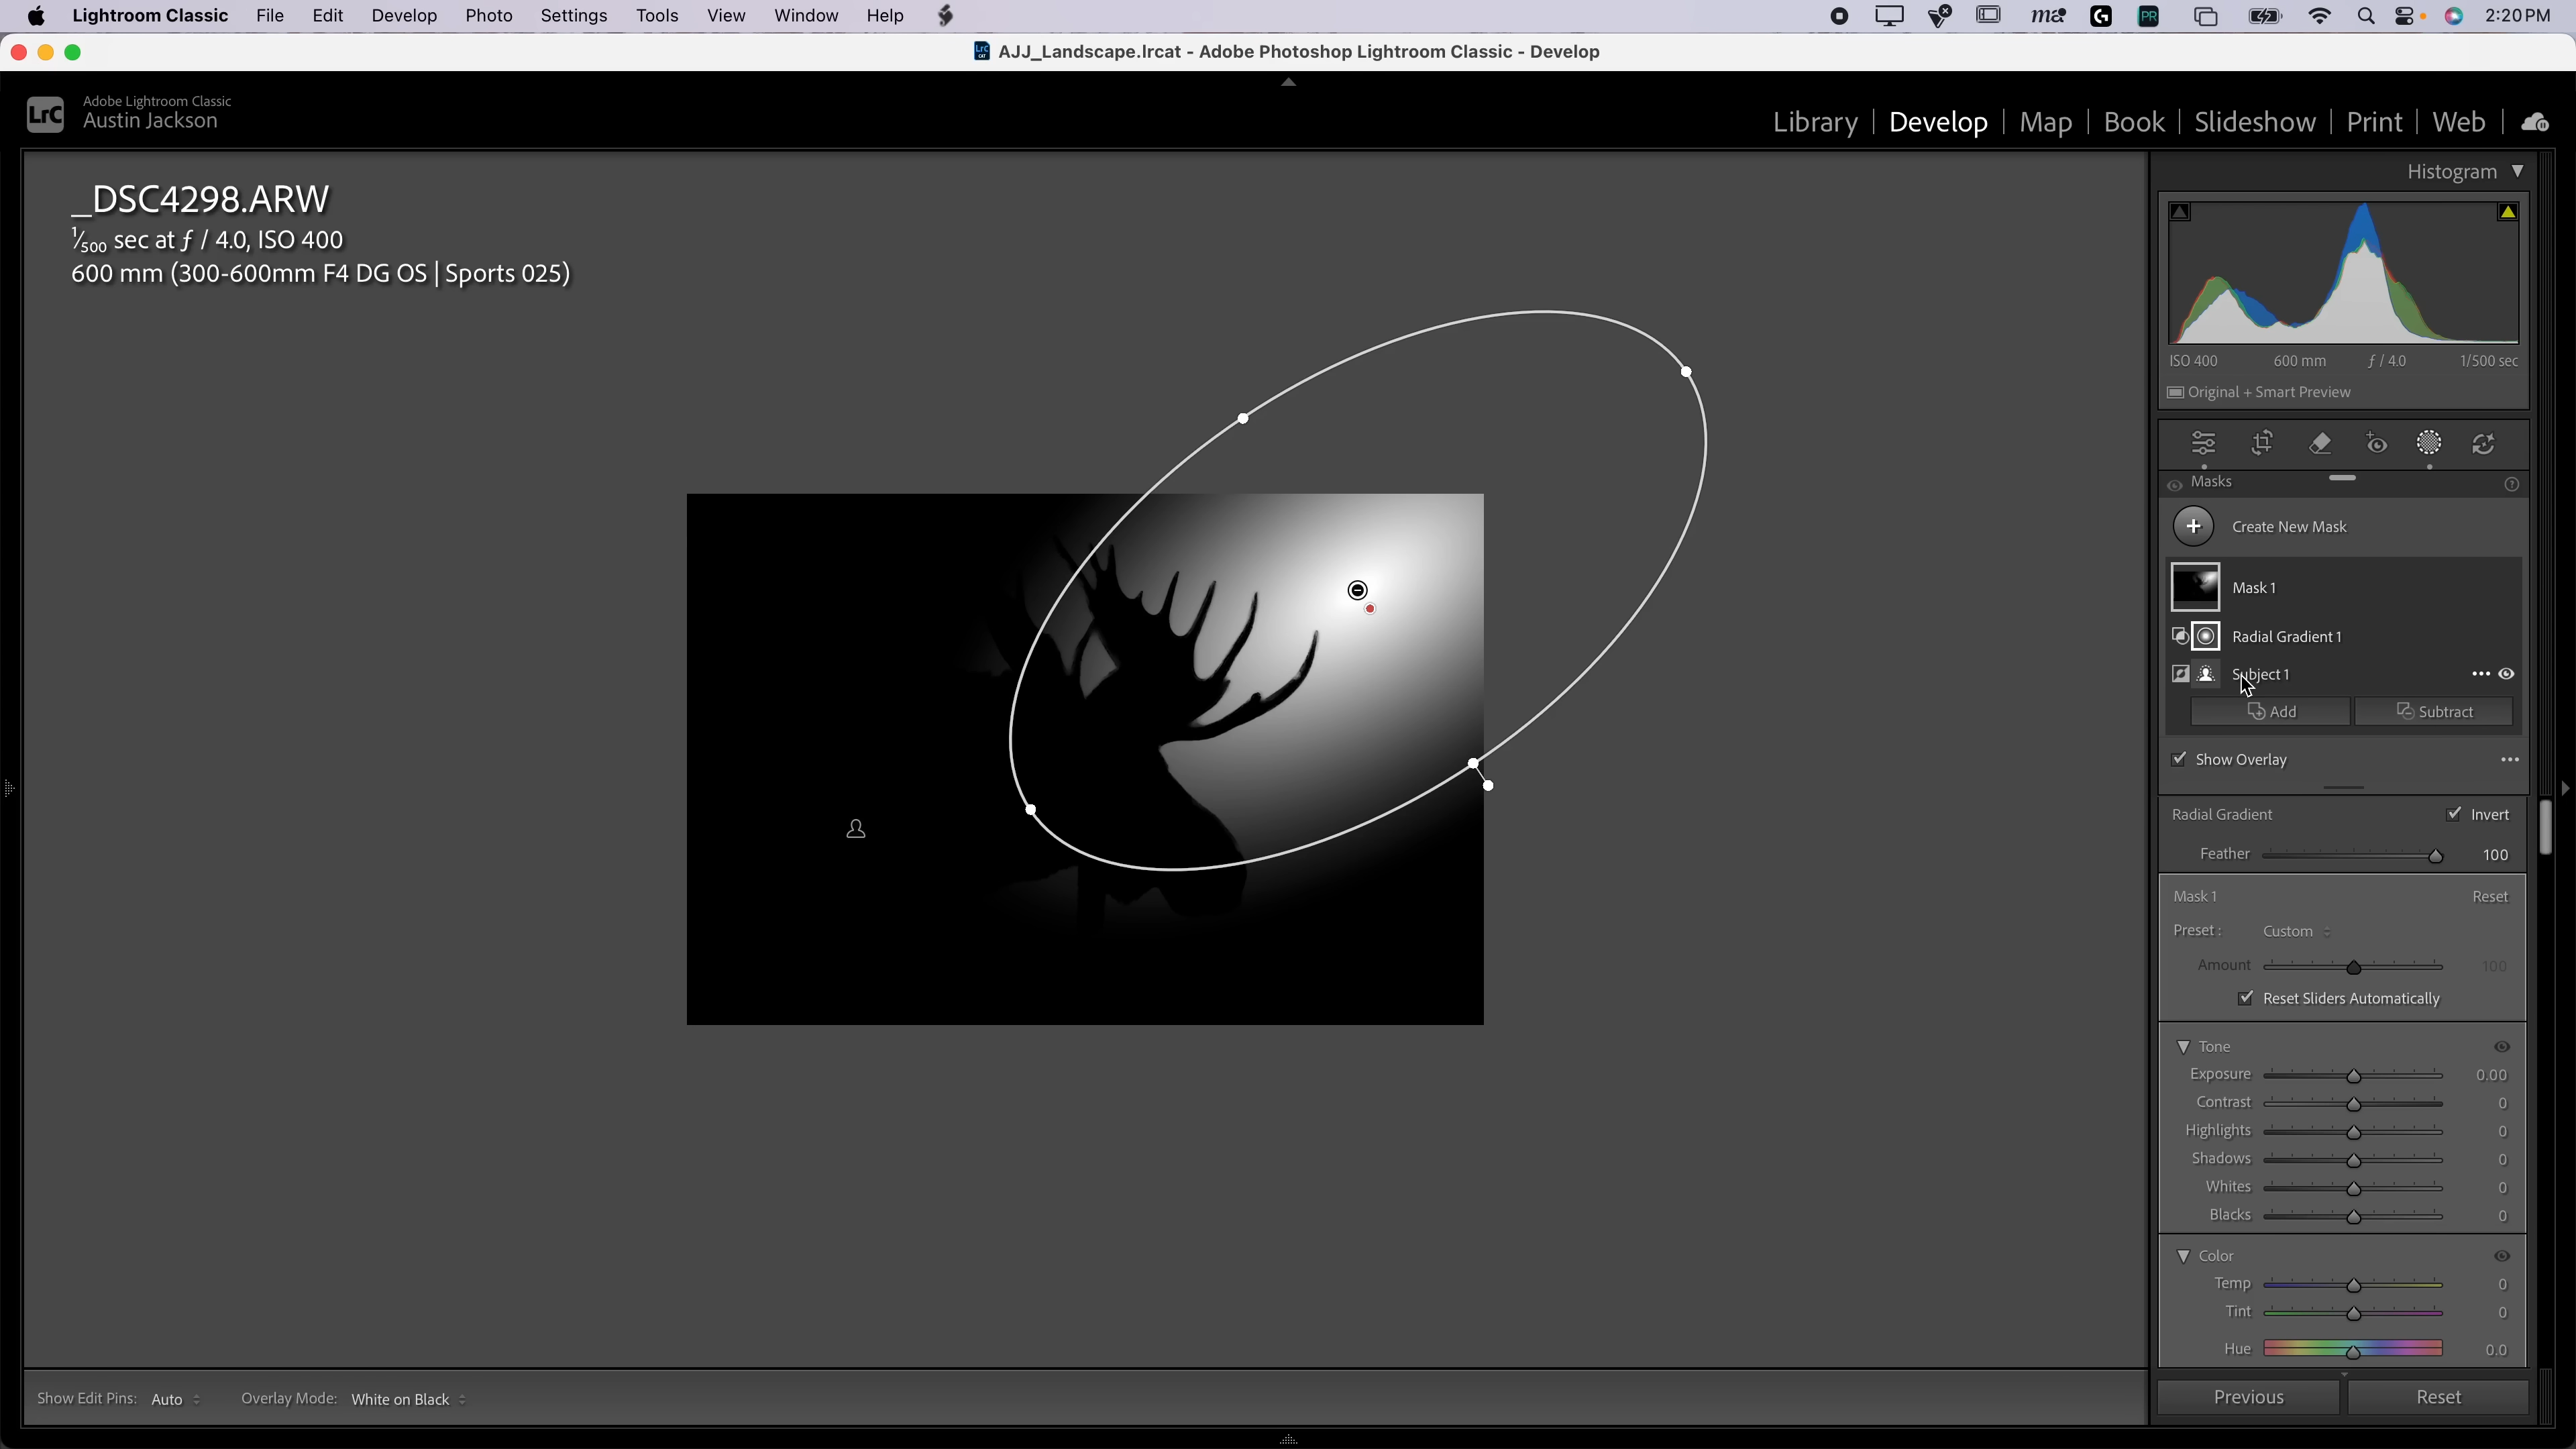 Lightroom Classic File Edit Develop Photo Settings Tools View Window Help 2:20 PM
AJJ_Landscape.lrcat - Adobe Photoshop Lightroom Classic - Develop
LrC Adobe Lightroom Classic
Austin Jackson
Library | Develop | Map | Book | Slideshow | Print | Web
_DSC4298.ARW
1/500 sec at ƒ / 4.0, ISO 400
600 mm (300-600mm F4 DG OS | Sports 025)
Histogram
ISO 400 600 mm ƒ / 4.0 1/500 sec
Original + Smart Preview
Masks
Create New Mask
Mask 1
Radial Gradient 1
Subject 1
Add Subtract
Show Overlay
Radial Gradient Invert
Feather 100
Mask 1 Reset
Preset : Custom
Amount 100
Reset Sliders Automatically
Tone
Exposure 0.00
Contrast 0
Highlights 0
Shadows 0
Whites 0
Blacks 0
Color
Temp 0
Tint 0
Hue 0.0
Previous Reset
Show Edit Pins: Auto Overlay Mode: White on Black